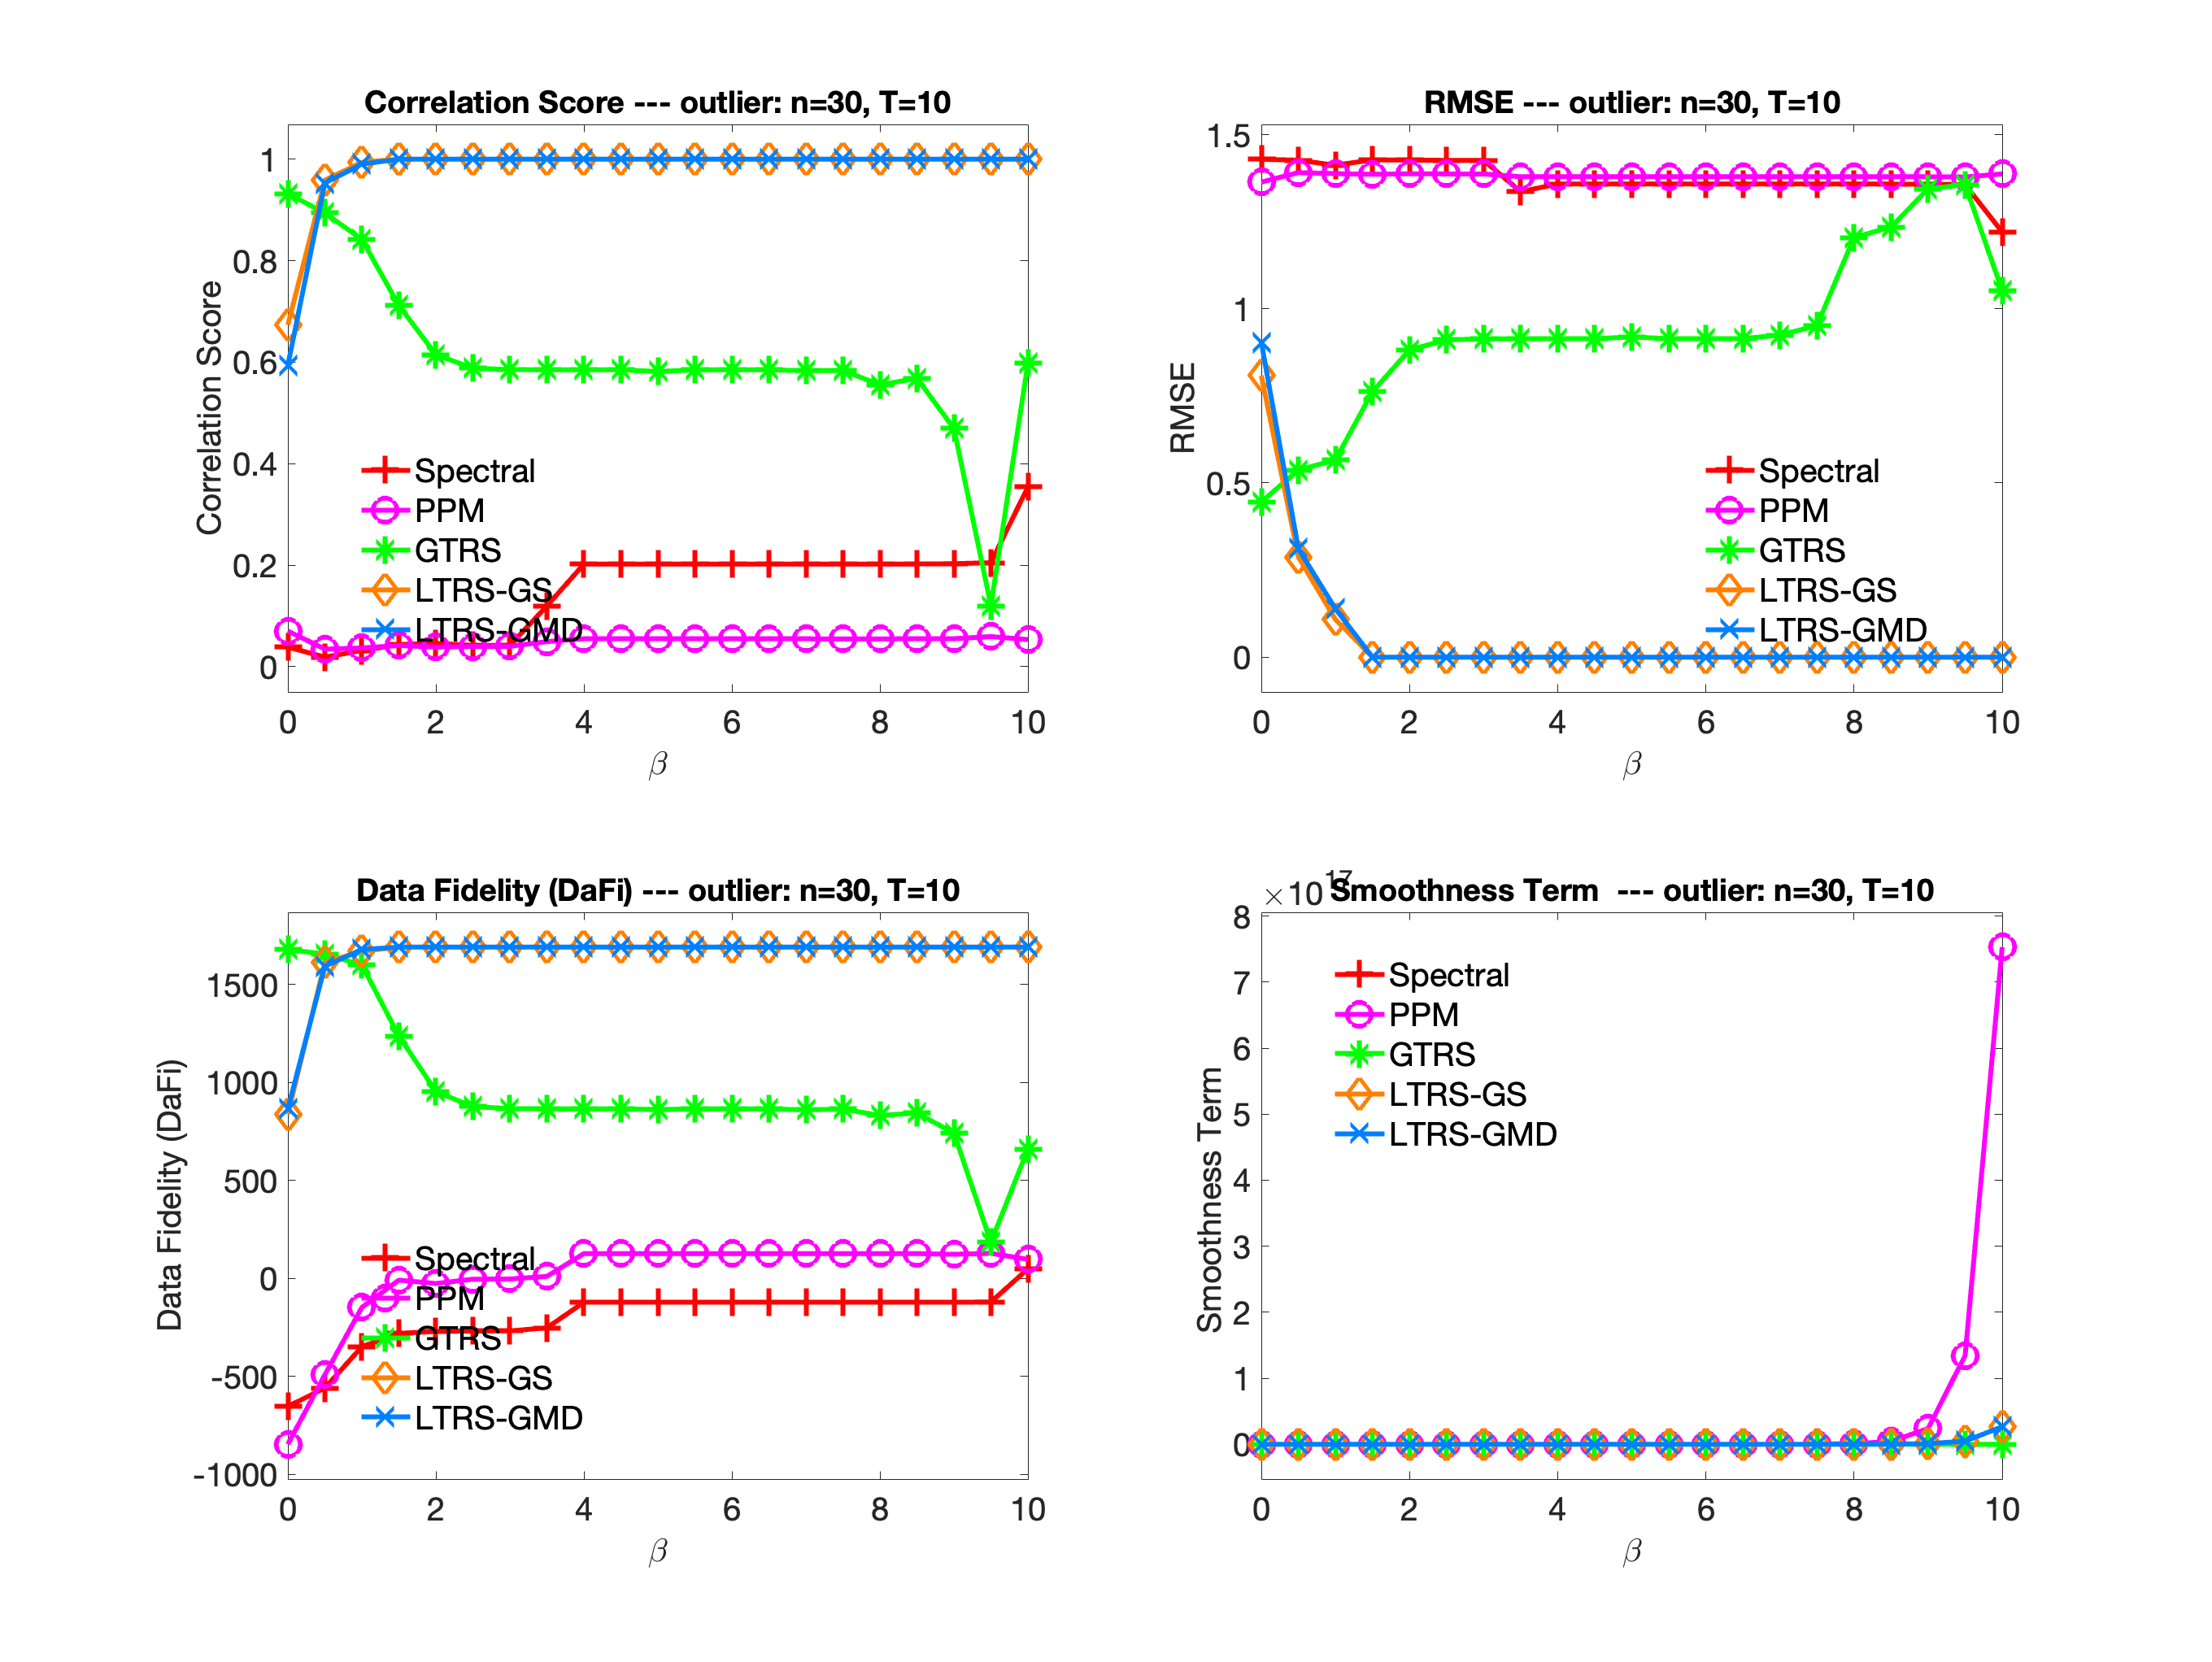 Correlation Score --- outlier: n=30, T=10
1
0.8
0.6
0.4
0.2
0
Correlation Score
Spectral
PPM
GTRS
LTRS-GS
LTRS-GMD
0 2 4 6 8 10
β
RMSE --- outlier: n=30, T=10
1.5
1
0.5
0
RMSE
Spectral
PPM
GTRS
LTRS-GS
LTRS-GMD
0 2 4 6 8 10
β
Data Fidelity (DaFi) --- outlier: n=30, T=10
1500
1000
500
0
-500
-1000
Data Fidelity (DaFi)
Spectral
PPM
GTRS
LTRS-GS
LTRS-GMD
0 2 4 6 8 10
β
×10^17
Smoothness Term  --- outlier: n=30, T=10
8
7
6
5
4
3
2
1
0
Smoothness Term
Spectral
PPM
GTRS
LTRS-GS
LTRS-GMD
0 2 4 6 8 10
β